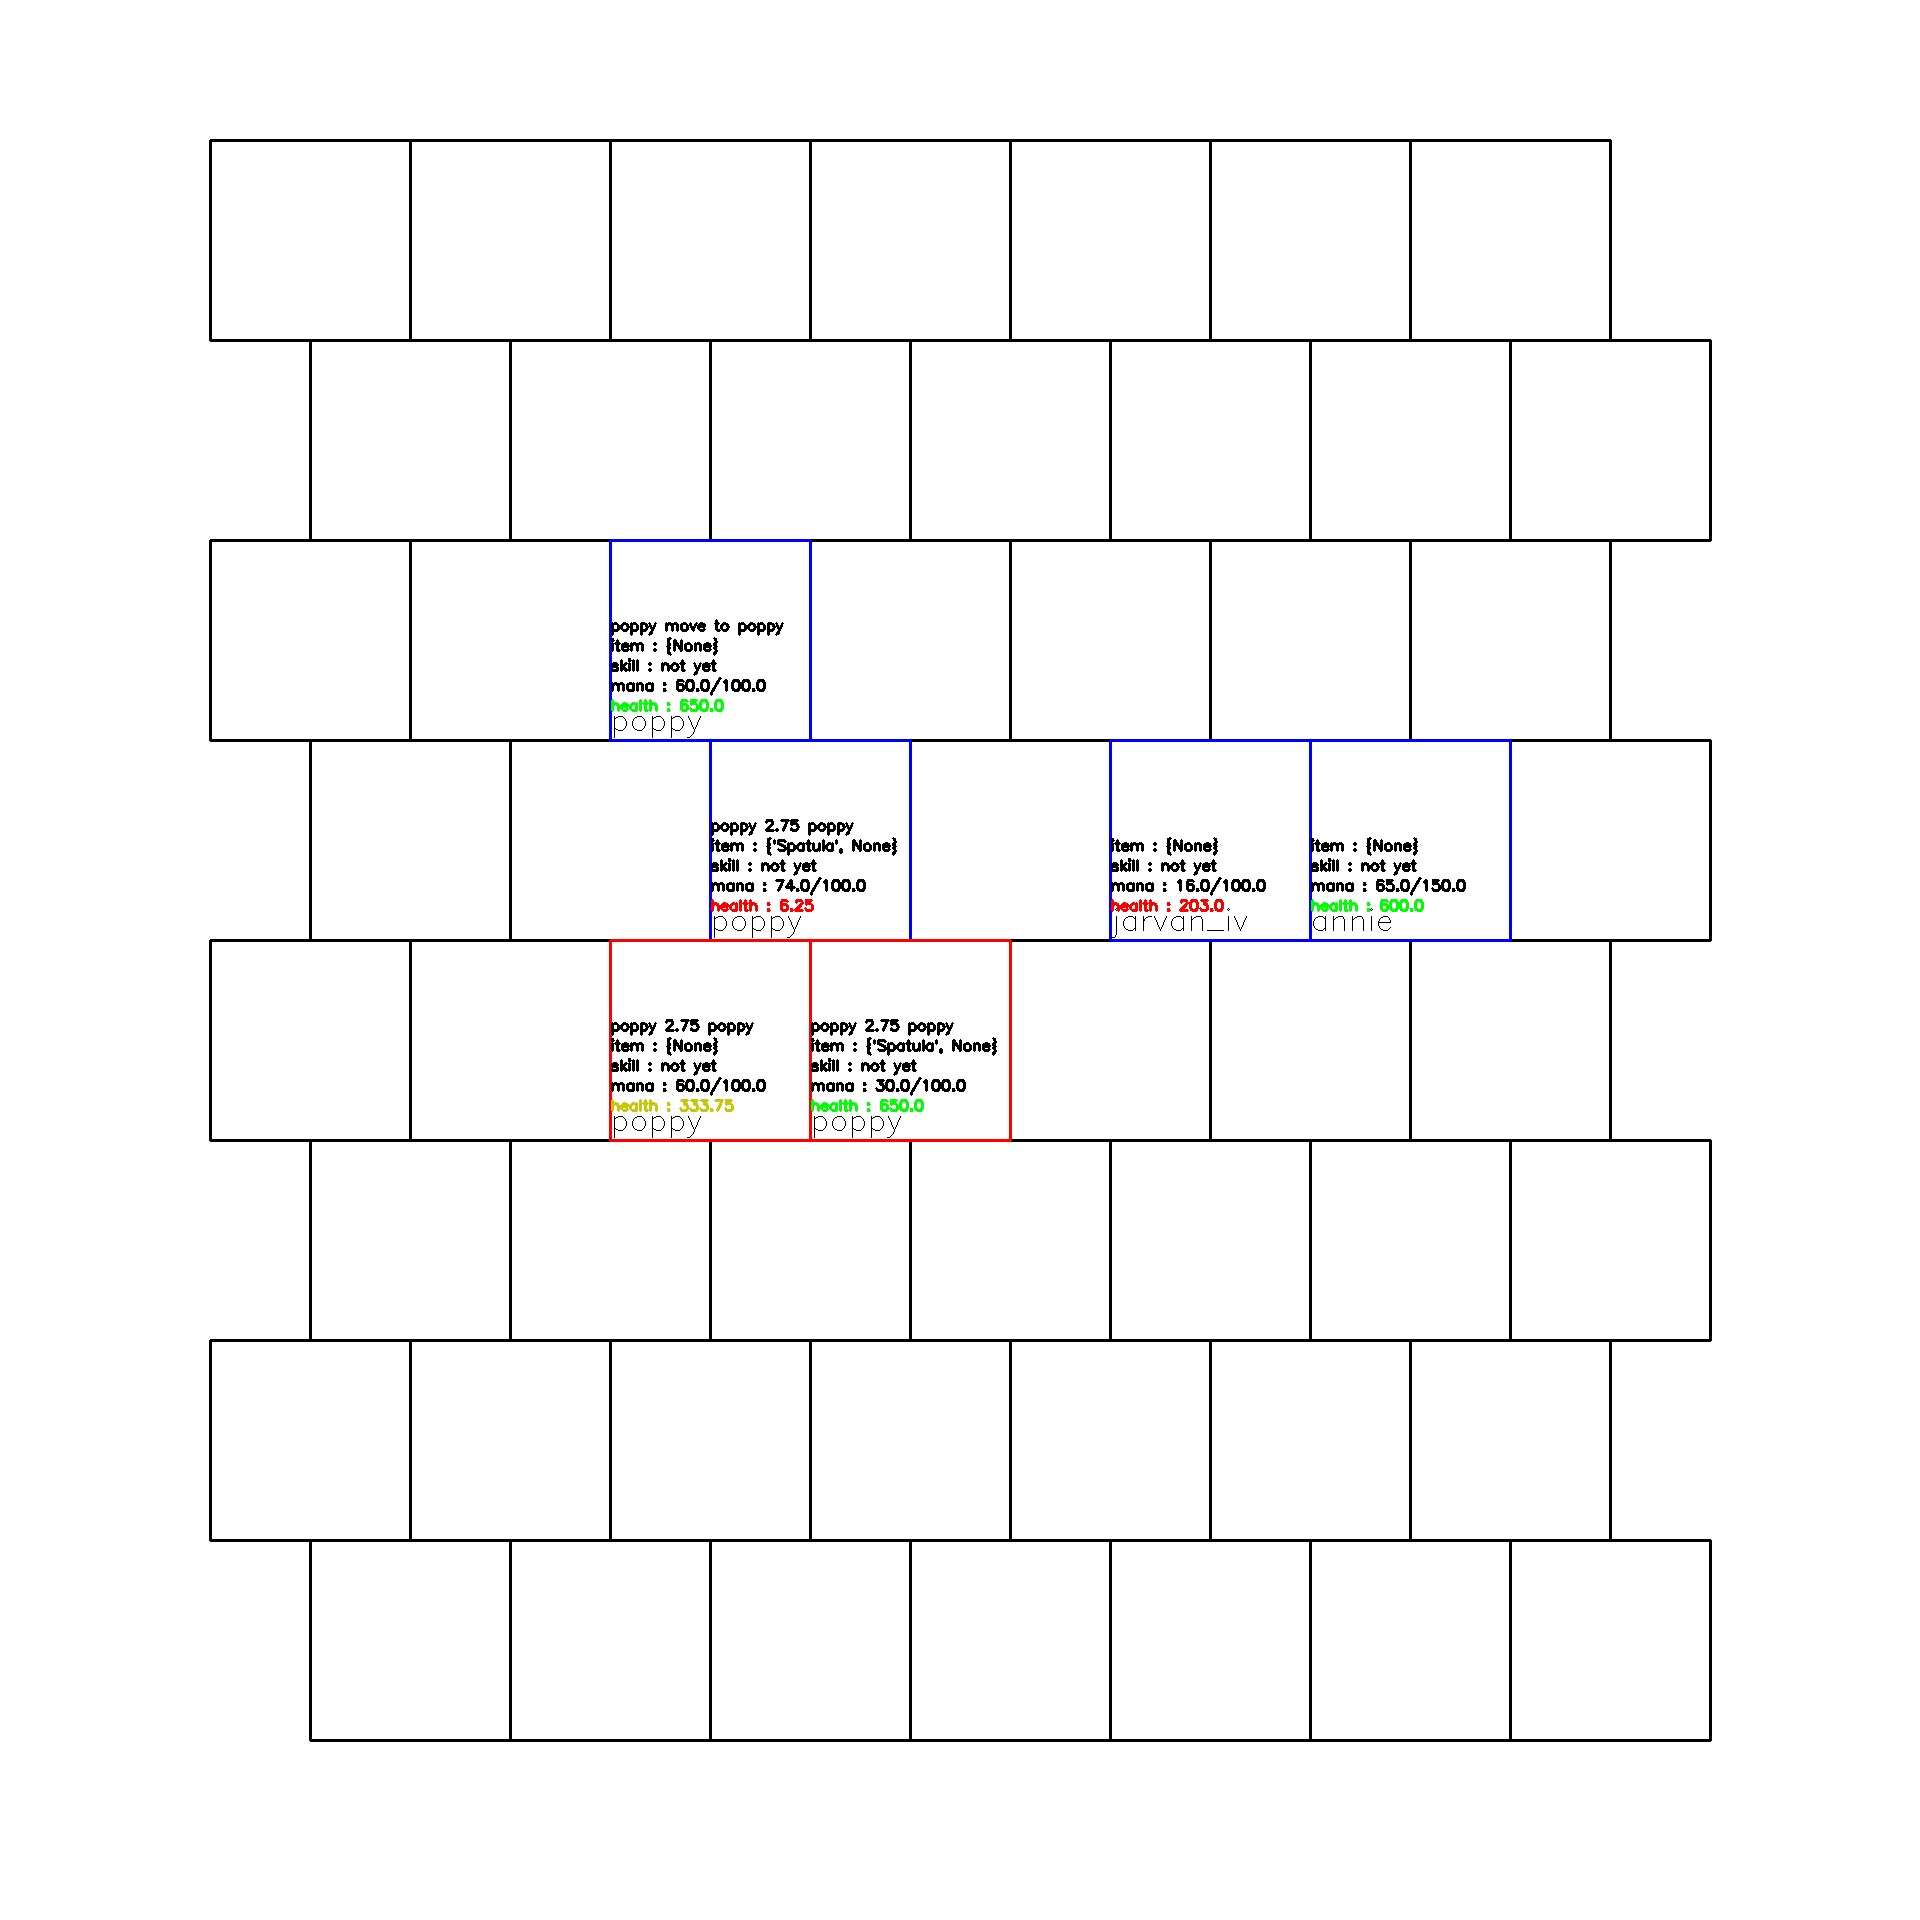 poppy move to poppy
item : {None}
skill : not yet
mana : 60.0/100.0
health : 650.0
poppy
poppy 2.75 poppy
item : {'Spatula', None}
skill : not yet
mana : 74.0/100.0
health : 6.25
poppy
item : {None}
skill : not yet
mana : 16.0/100.0
health : 203.0
jarvan_iv
item : {None}
skill : not yet
mana : 65.0/150.0
health : 600.0
annie
poppy 2.75 poppy
item : {None}
skill : not yet
mana : 60.0/100.0
health : 333.75
poppy
poppy 2.75 poppy
item : {'Spatula', None}
skill : not yet
mana : 30.0/100.0
health : 650.0
poppy